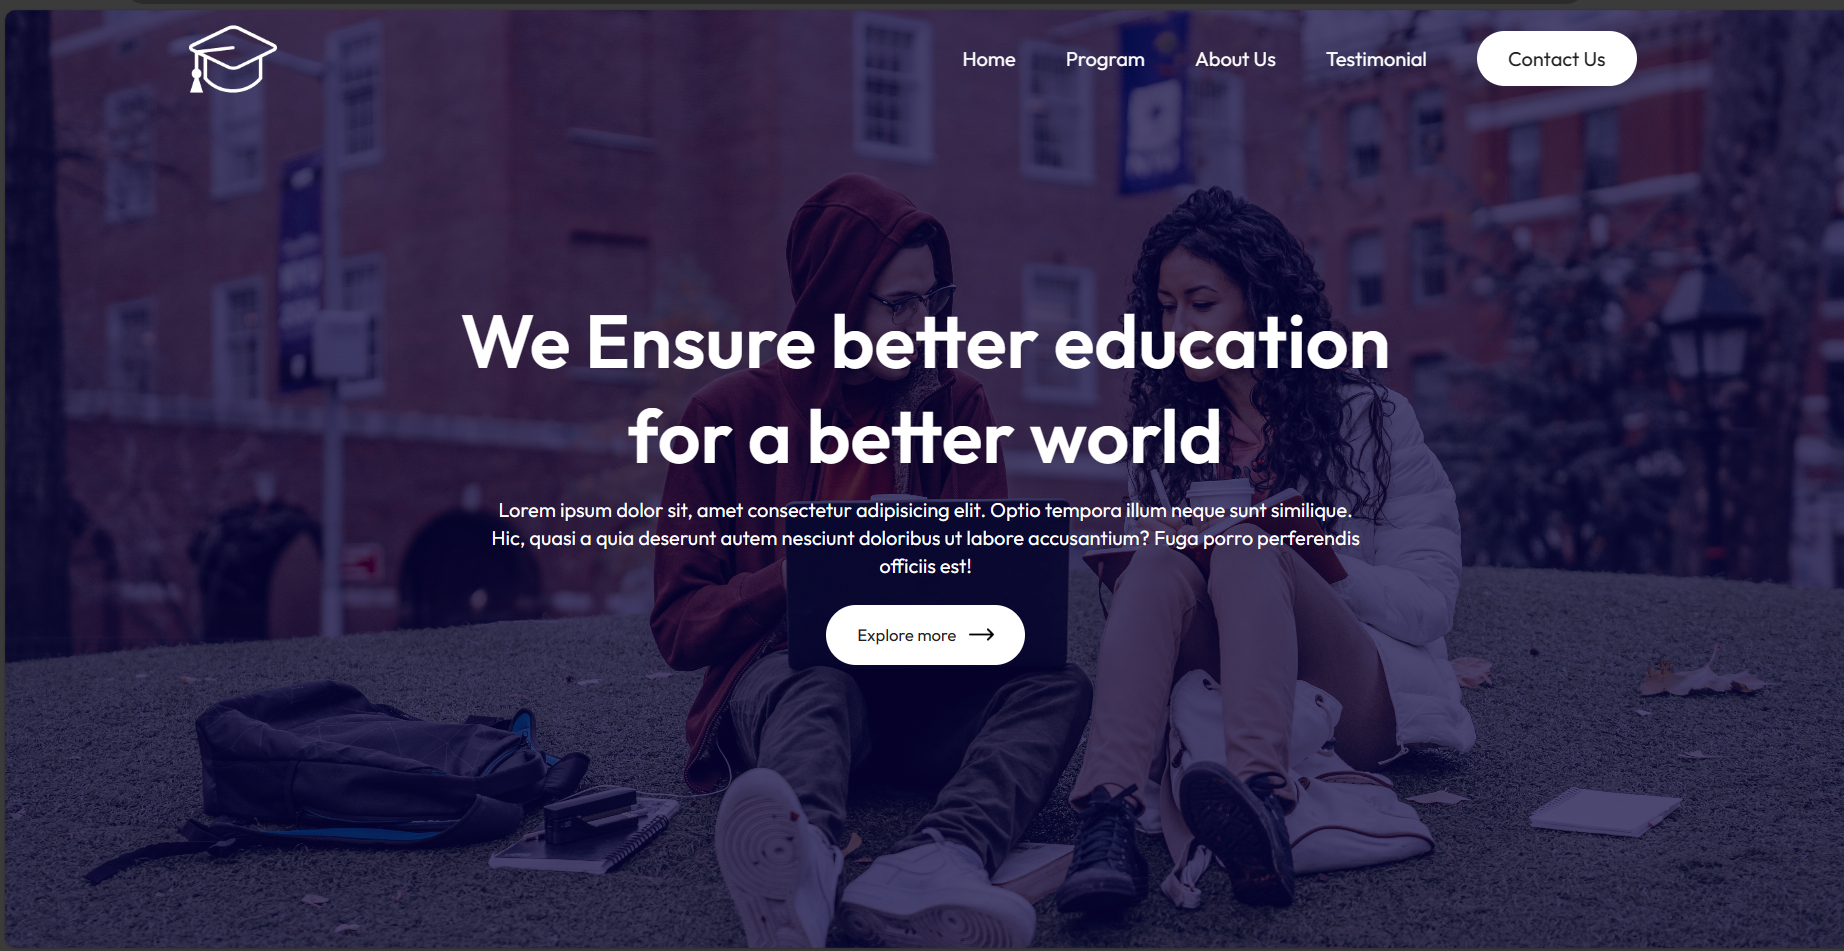 Home Program About Us Testimonial Contact Us
We Ensure better education
for a better world
Lorem ipsum dolor sit, amet consectetur adipisicing elit. Optio tempora illum neque sunt similique.
Hic, quasi a quia deserunt autem nesciunt doloribus ut labore accusantium? Fuga porro perferendis
officiis est!
Explore more